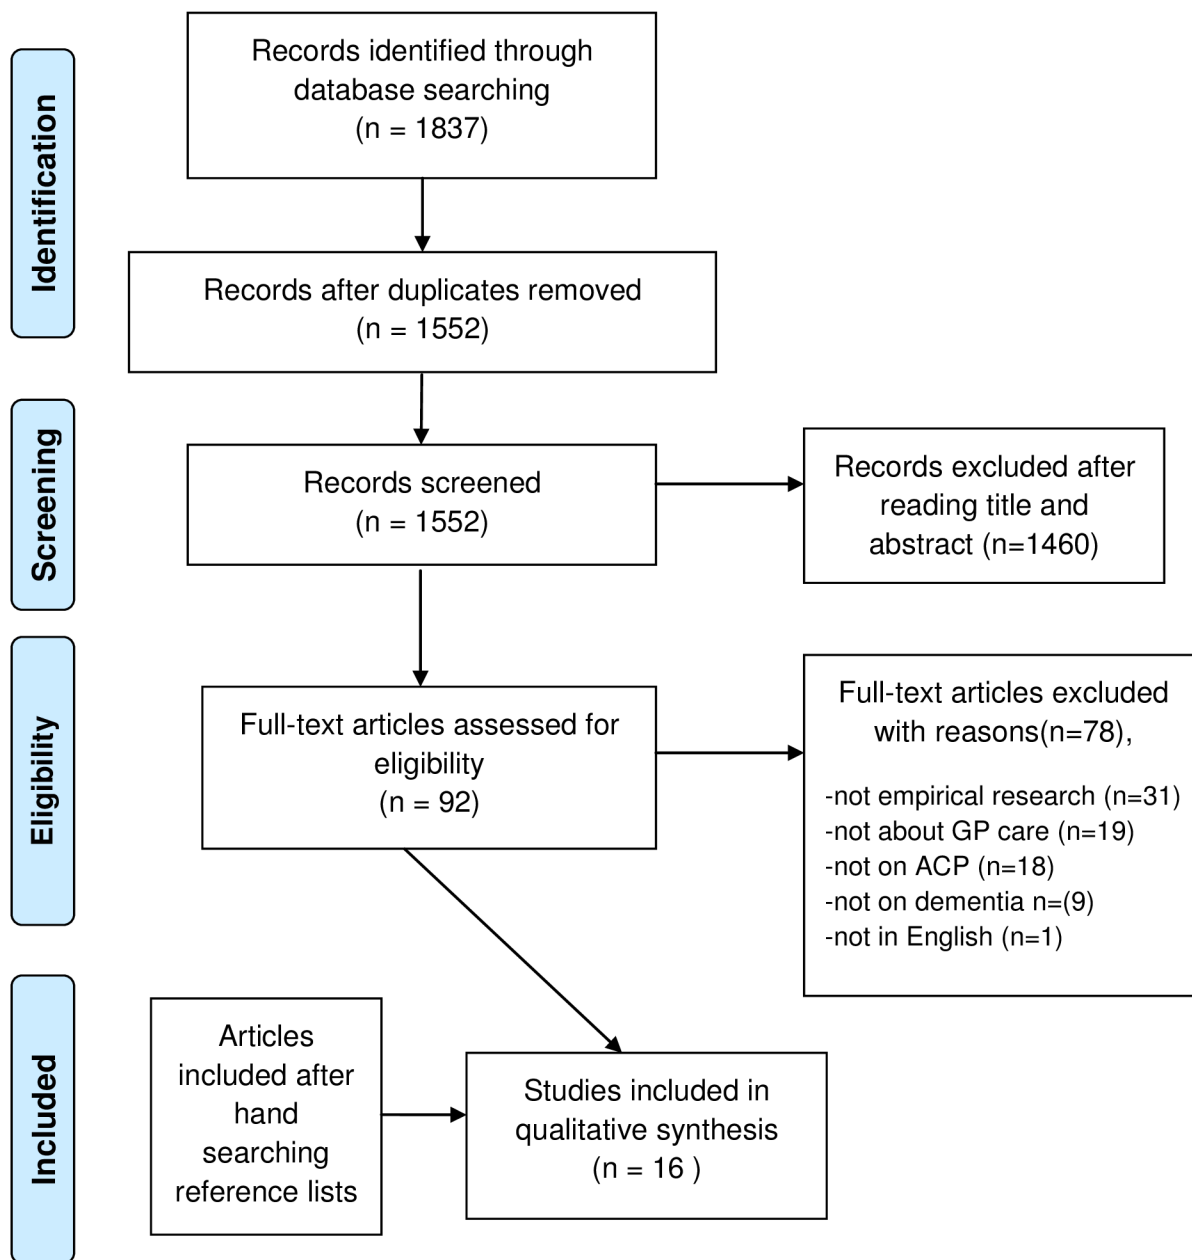 Identification
Records identified through
database searching
(n = 1837)
Records after duplicates removed
(n = 1552)
Screening
Records screened
(n = 1552)
Records excluded after
reading title and
abstract (n=1460)
Eligibility
Full-text articles assessed for
eligibility
(n = 92)
Full-text articles excluded
with reasons(n=78),
-not empirical research (n=31)
-not about GP care (n=19)
-not on ACP (n=18)
-not on dementia n=(9)
-not in English (n=1)
Included
Articles
included after
hand
searching
reference lists
Studies included in
qualitative synthesis
(n = 16 )